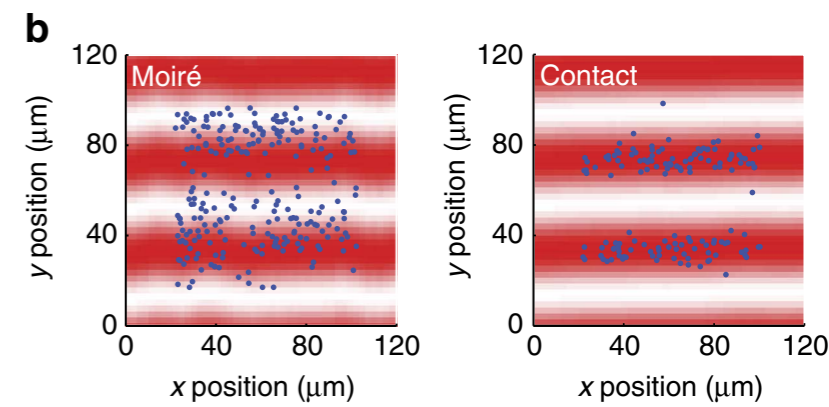 b
Moiré
120
80
40
0
0 40 80 120
y position (μm)
x position (μm)
Contact
120
80
40
0
0 40 80 120
y position (μm)
x position (μm)